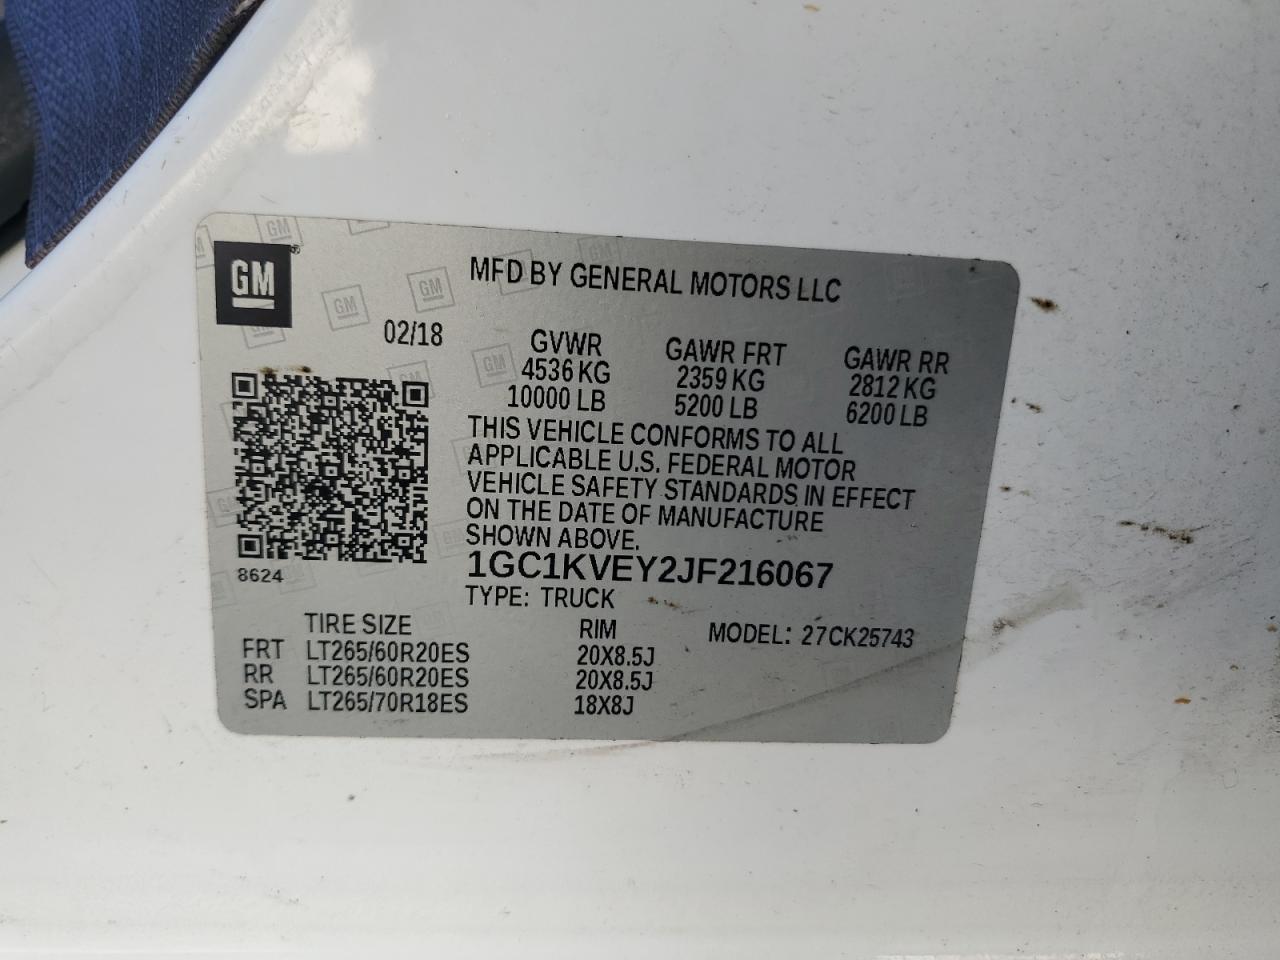 GM
MFD BY GENERAL MOTORS LLC
02/18
GVWR GAWR FRT GAWR RR
4536 KG 2359 KG 2812 KG
10000 LB 5200 LB 6200 LB
THIS VEHICLE CONFORMS TO ALL
APPLICABLE U.S. FEDERAL MOTOR
VEHICLE SAFETY STANDARDS IN EFFECT
ON THE DATE OF MANUFACTURE
SHOWN ABOVE.
8624
1GC1KVEY2JF216067
TYPE: TRUCK
TIRE SIZE RIM MODEL: 27CK25743
FRT LT265/60R20ES 20X8.5J
RR LT265/60R20ES 20X8.5J
SPA LT265/70R18ES 18X8J